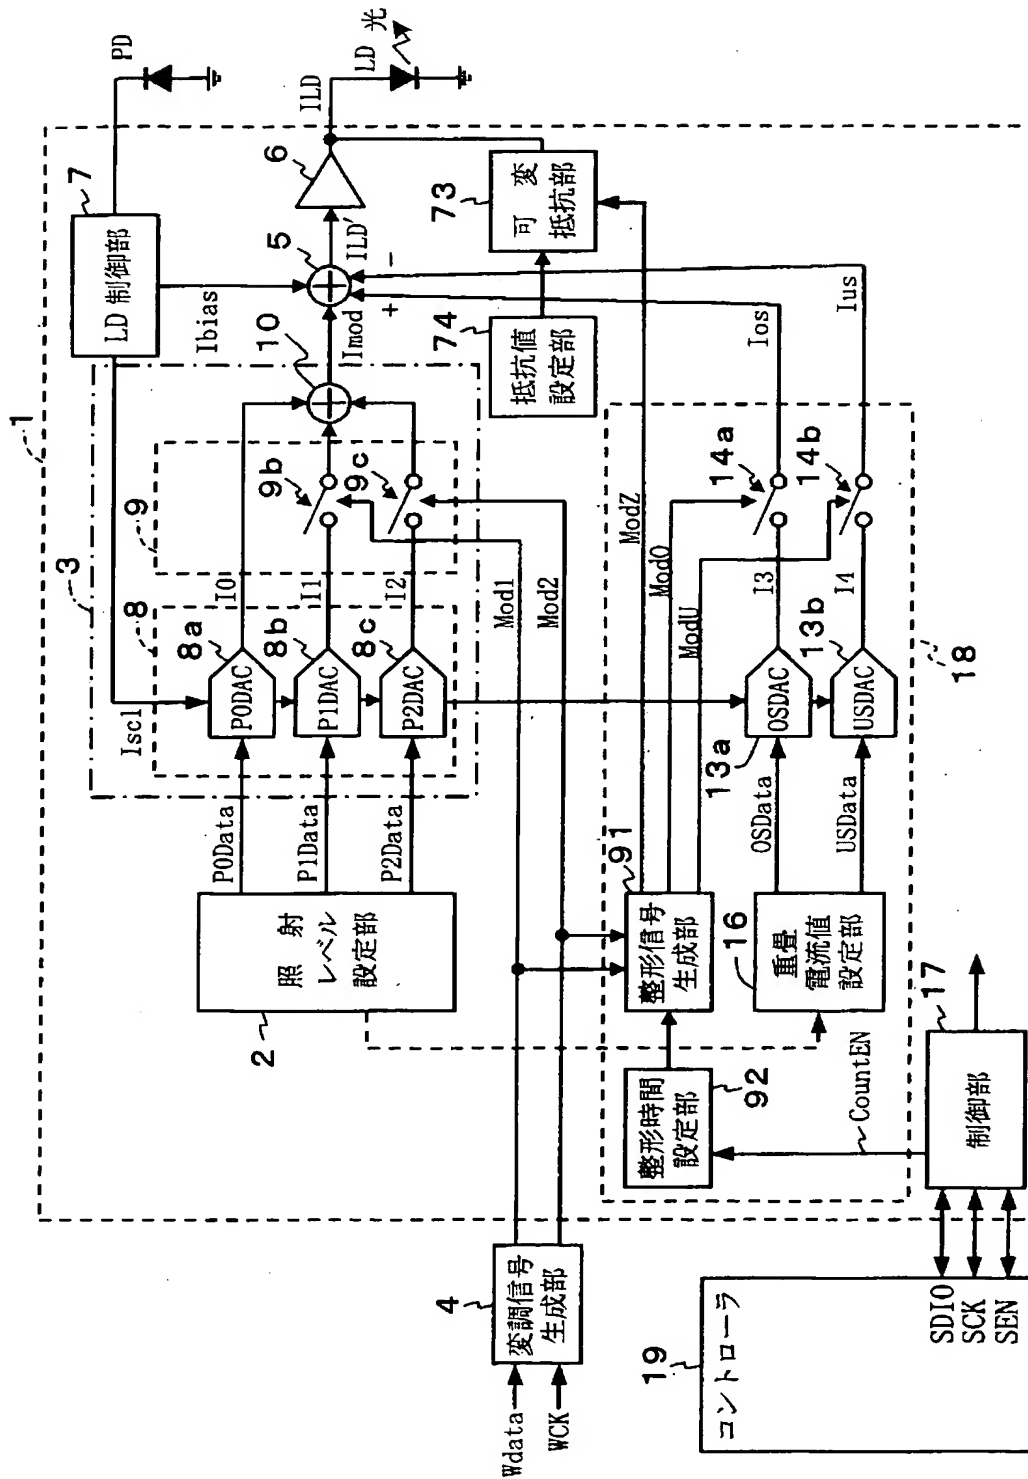 1
3
7
LD 制御部
PD
Iscl
Ibias
8
9
10
5
6
ILD'
ILD
LD 光
8a
P0DAC
I0
8b
P1DAC
I1
9b
8c
P2DAC
I2
9c
Imod
+
-
P0Data
P1Data
P2Data
2
照 射
レベル
設定部
74
抵抗値
設定部
73
可 変
抵抗部
Mod1
Mod2
ModZ
ModO
ModU
Ios
Ius
14a
14b
I3
I4
13a
OSDAC
13b
USDAC
18
OSData
USData
91
整形信号
生成部
16
重畳
電流値
設定部
92
整形時間
設定部
CountEN
17
制御部
4
変調信号
生成部
Wdata
WCK
19
コントローラ
SDIO
SCK
SEN